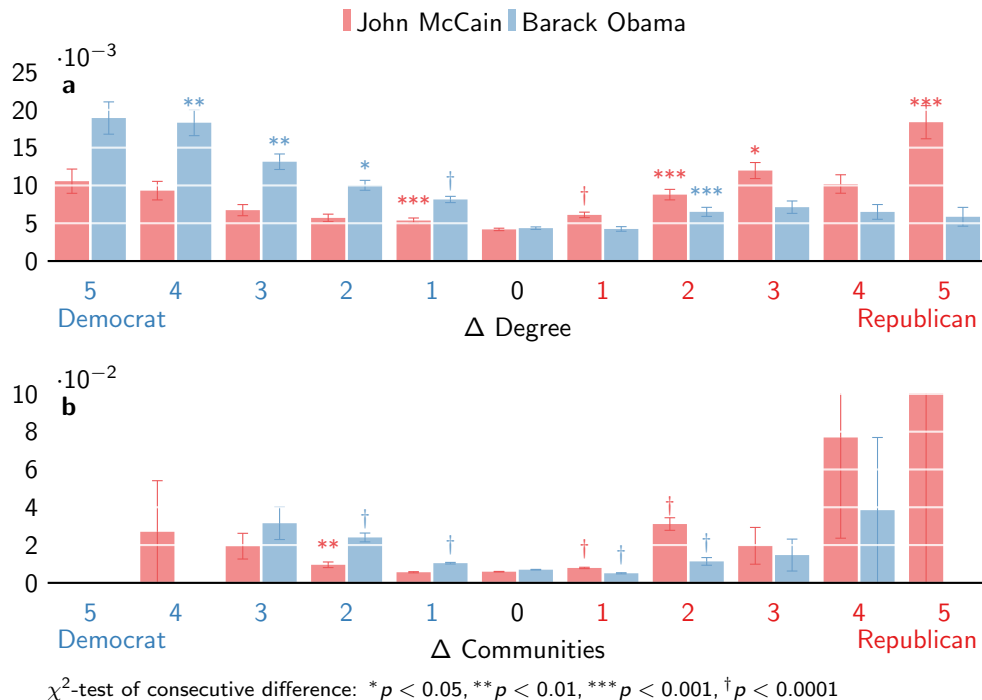 John McCain Barack Obama
·10⁻³
a
25
20
15
10
5
0
** ** * † *** † *** *** * ***
5 4 3 2 1 0 1 2 3 4 5
Democrat Δ Degree Republican
·10⁻²
b
10
8
6
4
2
0
** † † † † † †
5 4 3 2 1 0 1 2 3 4 5
Democrat Δ Communities Republican
χ²-test of consecutive difference: *p < 0.05, **p < 0.01, ***p < 0.001, †p < 0.0001